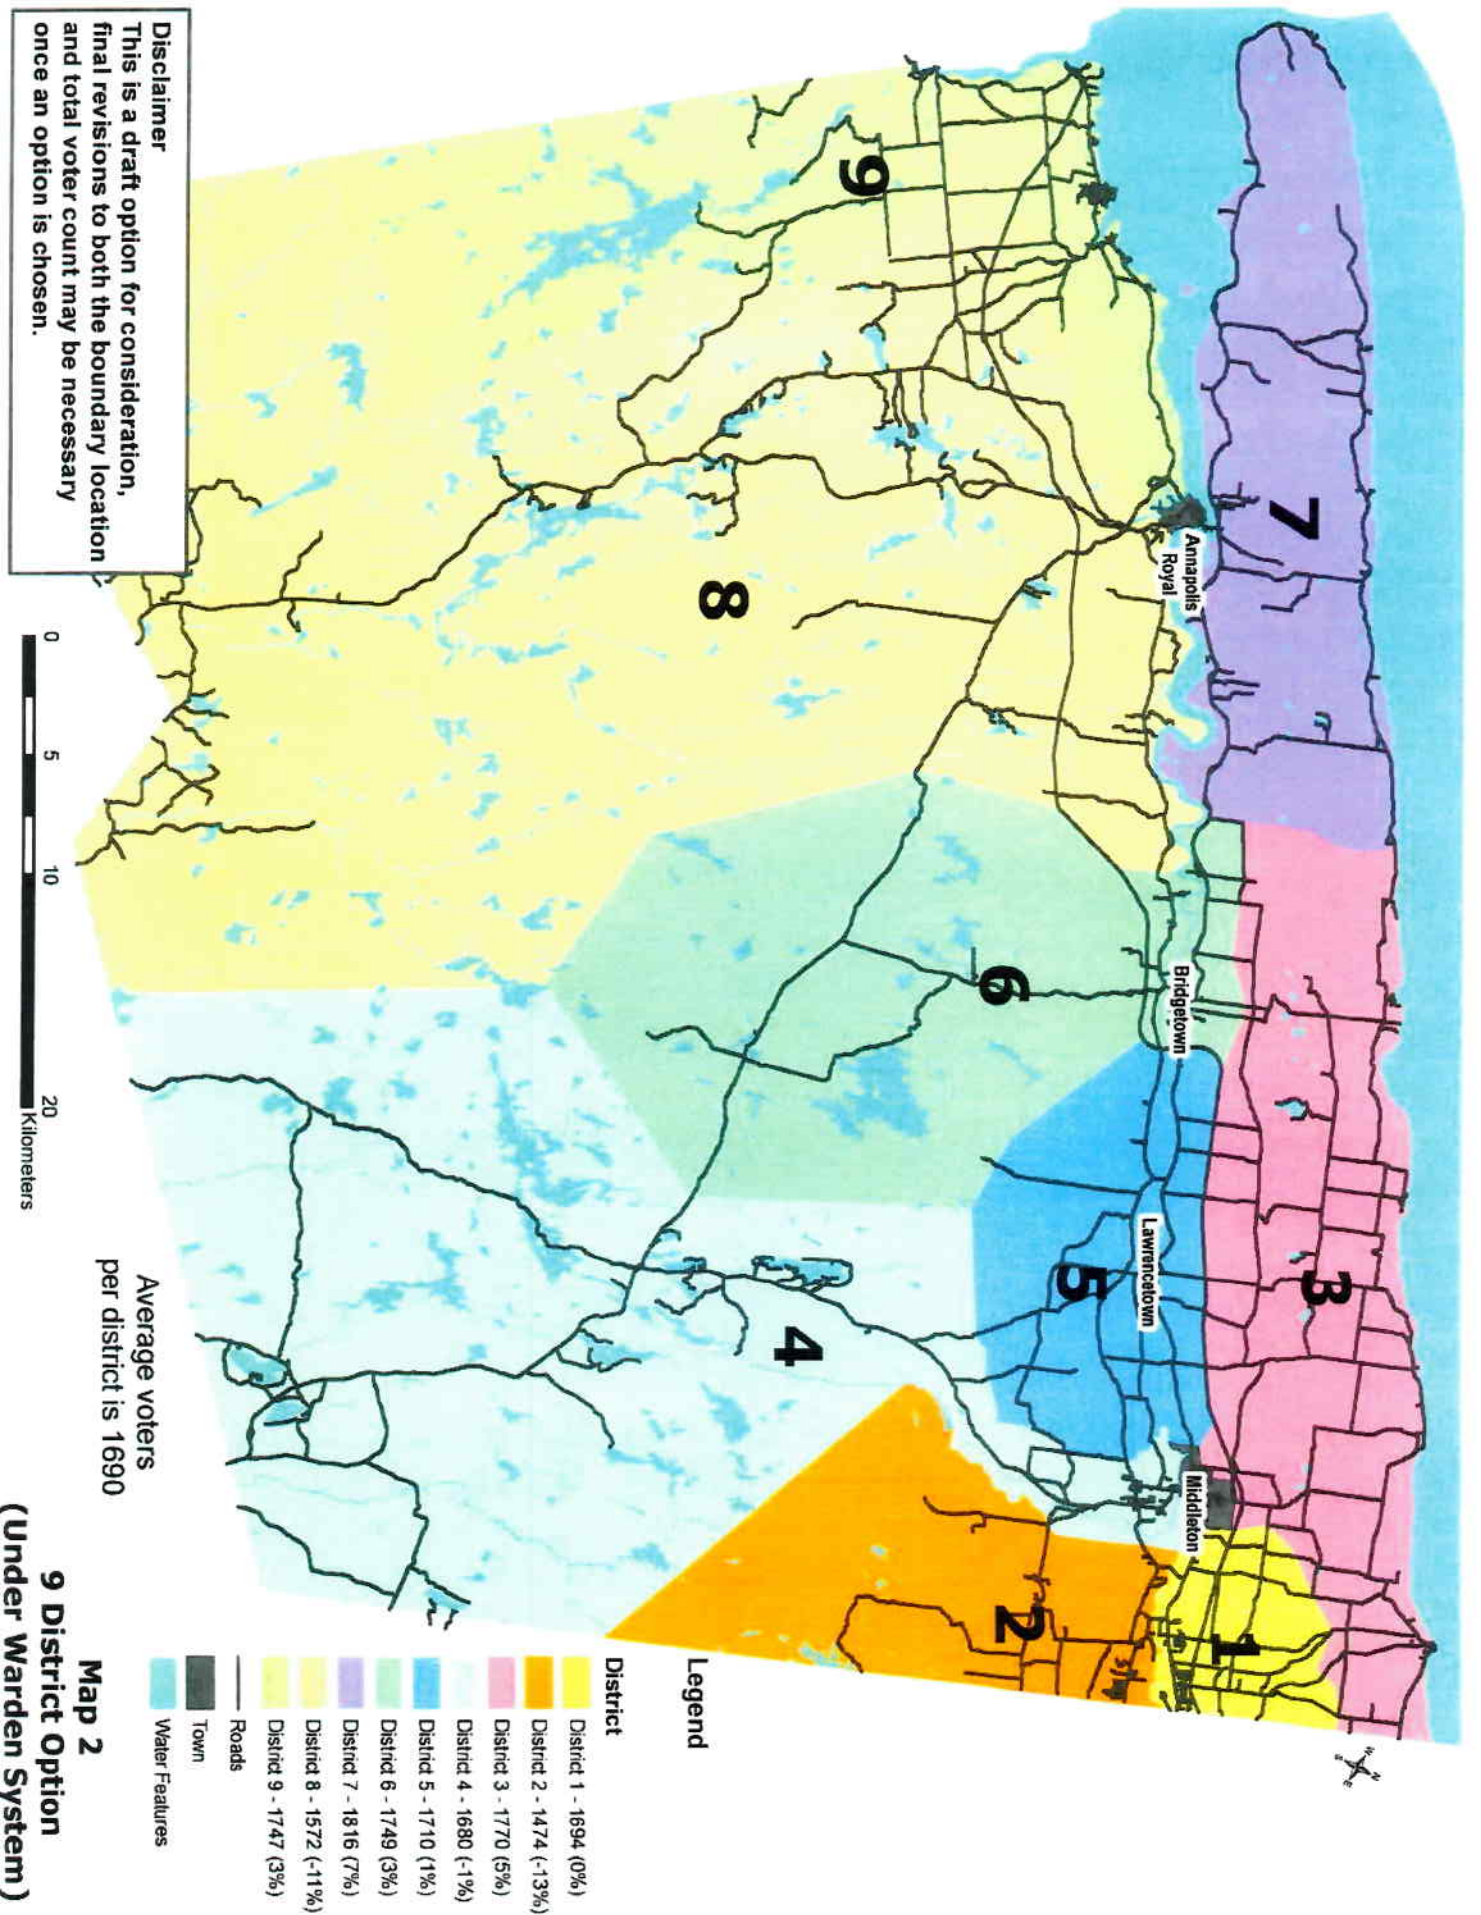 Disclaimer
This is a draft option for consideration,
final revisions to both the boundary location
and total voter count may be necessary
once an option is chosen.
9
8
7
6
5
4
3
2
1
Annapolis
Royal
Bridgetown
Lawrencetown
Middleton
0 5 10 20
Kilometers
Average voters
per district is 1690
Legend
District
District 1 - 1694 (0%)
District 2 - 1474 (-13%)
District 3 - 1770 (5%)
District 4 - 1680 (-1%)
District 5 - 1710 (1%)
District 6 - 1749 (3%)
District 7 - 1816 (7%)
District 8 - 1572 (-11%)
District 9 - 1747 (3%)
Roads
Town
Water Features
N
E
S
W
Map 2
9 District Option
(Under Warden System)